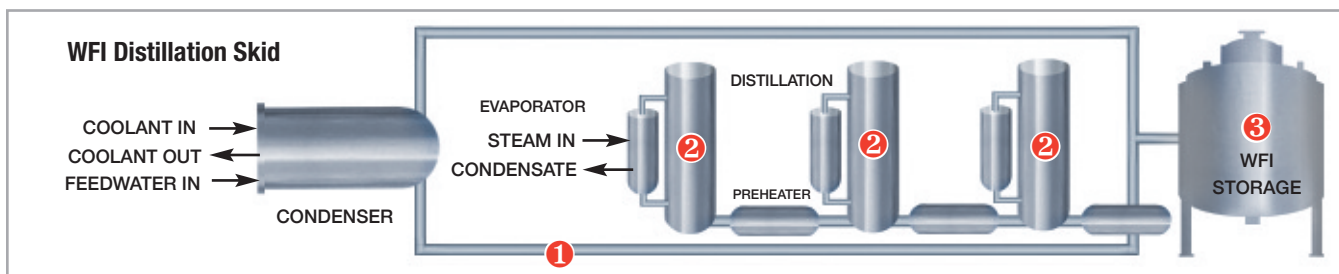 WFI Distillation Skid
COOLANT IN
COOLANT OUT
FEEDWATER IN
CONDENSER
EVAPORATOR
STEAM IN
CONDENSATE
DISTILLATION
PREHEATER
1
2
2
2
3
WFI
STORAGE